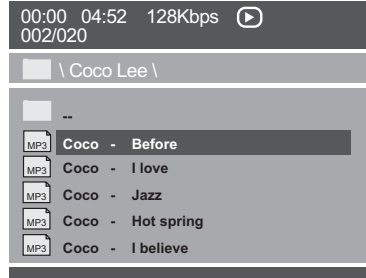 00:00 04:52 128Kbps
002/020
\ Coco Lee \
--
MP3 Coco - Before
MP3 Coco - I love
MP3 Coco - Jazz
MP3 Coco - Hot spring
MP3 Coco - I believe